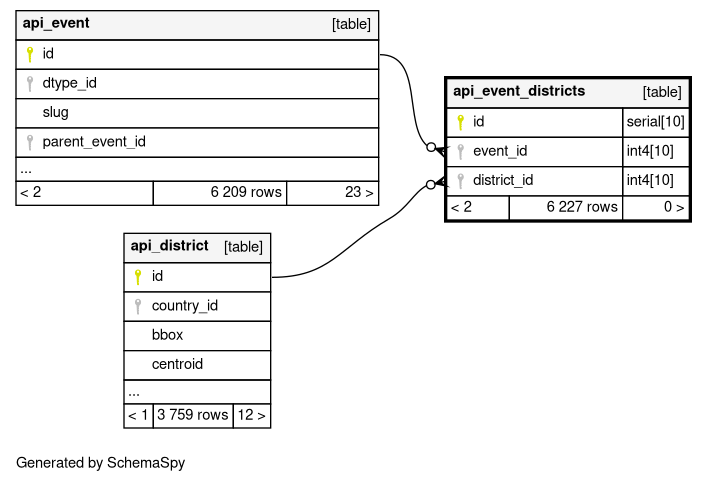 api_event [table]
id
dtype_id
slug
parent_event_id
...
< 2 6 209 rows 23 >
api_event_districts [table]
id serial[10]
event_id int4[10]
district_id int4[10]
< 2 6 227 rows 0 >
api_district [table]
id
country_id
bbox
centroid
...
< 1 3 759 rows 12 >
Generated by SchemaSpy